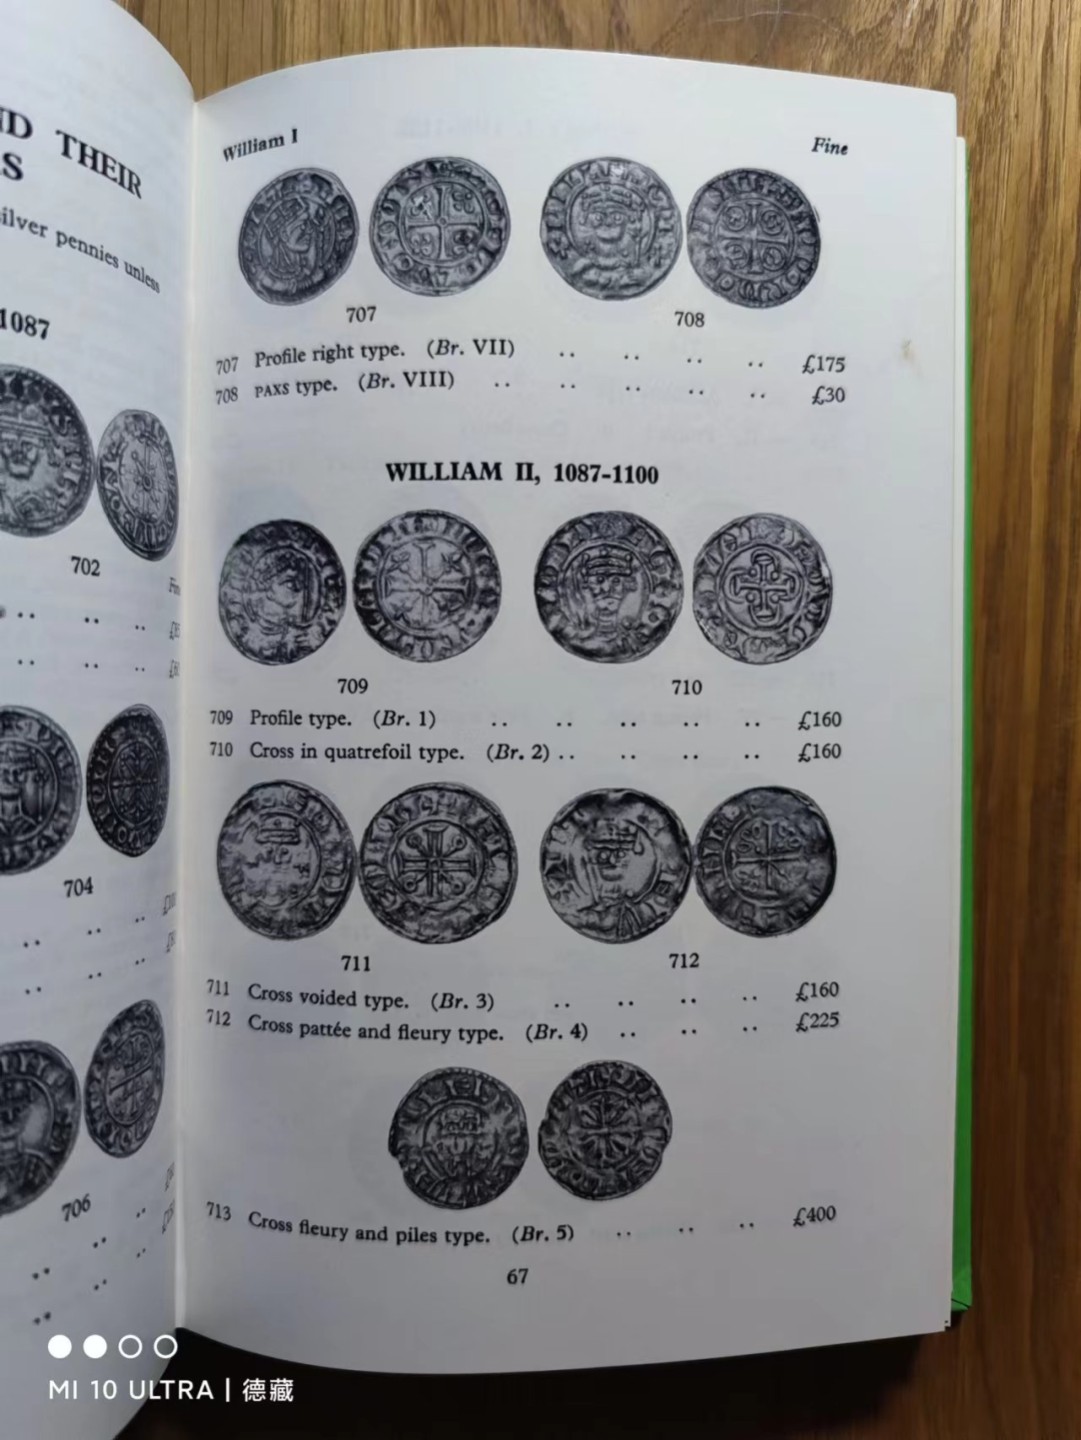 ND THEIR
silver pennies unless
1087
702
704
706
William I
Fine
707
708
707 Profile right type. (Br. VII) .. .. .. .. £175
708 PAXS type. (Br. VIII) .. .. .. .. .. £30
WILLIAM II, 1087-1100
709
710
709 Profile type. (Br. 1) .. .. .. .. .. £160
710 Cross in quatrefoil type. (Br. 2) .. .. .. .. £160
711
712
711 Cross voided type. (Br. 3) .. .. .. .. £160
712 Cross pattée and fleury type. (Br. 4) .. .. .. £225
713 Cross fleury and piles type. (Br. 5) .. .. .. £400
67
MI 10 ULTRA | 德藏